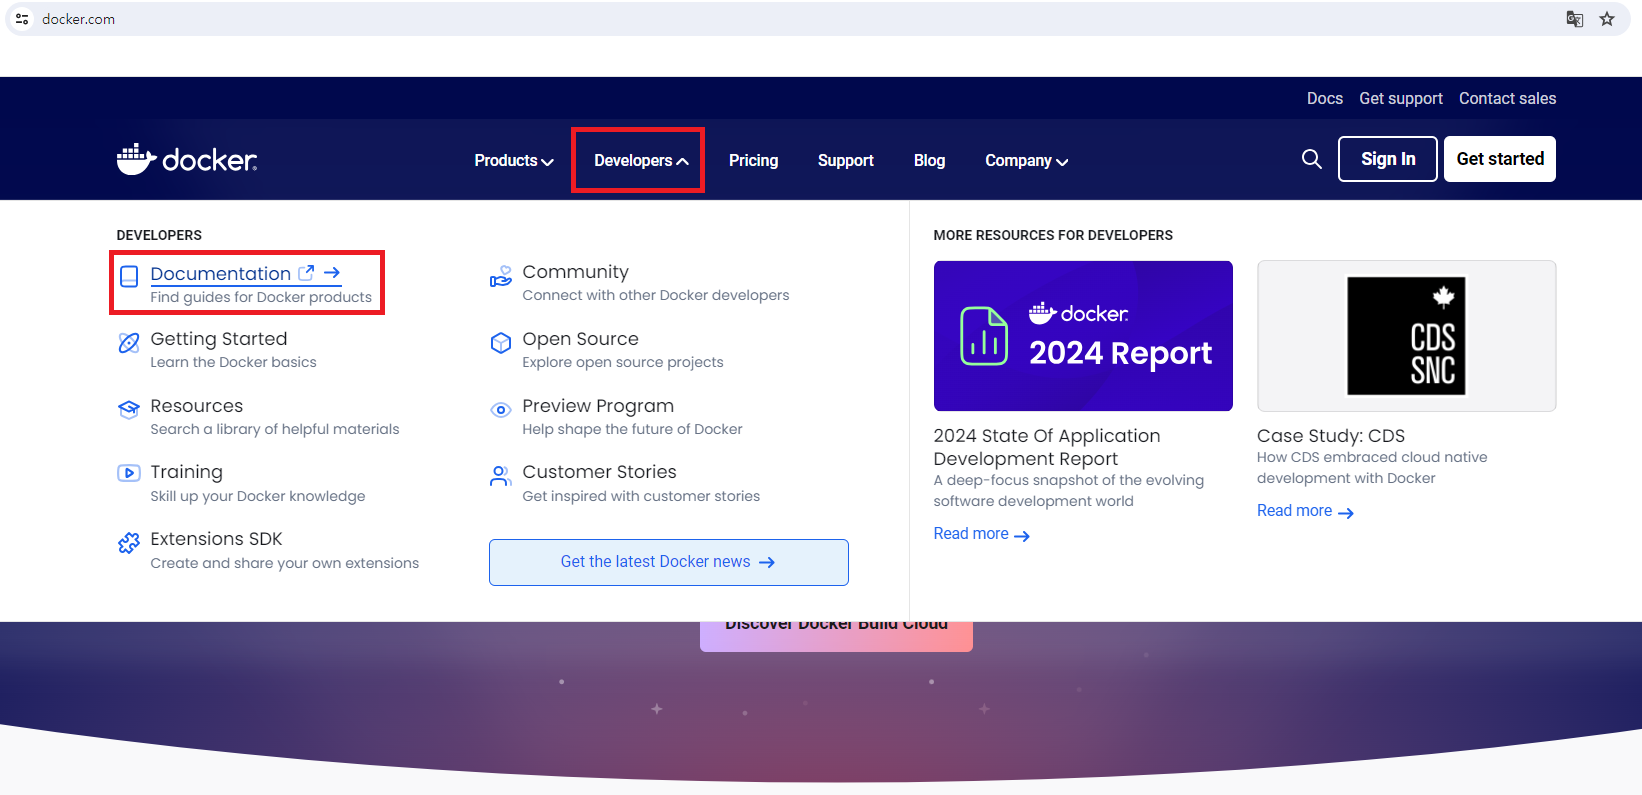 docker.com
Docs Get support Contact sales
docker
Products Developers Pricing Support Blog Company Sign In Get started
DEVELOPERS
Documentation
Find guides for Docker products
Getting Started
Learn the Docker basics
Resources
Search a library of helpful materials
Training
Skill up your Docker knowledge
Extensions SDK
Create and share your own extensions
Community
Connect with other Docker developers
Open Source
Explore open source projects
Preview Program
Help shape the future of Docker
Customer Stories
Get inspired with customer stories
Get the latest Docker news
MORE RESOURCES FOR DEVELOPERS
docker
2024 Report
2024 State Of Application
Development Report
A deep-focus snapshot of the evolving
software development world
Read more
CDS
SNC
Case Study: CDS
How CDS embraced cloud native
development with Docker
Read more
Discover Docker Build Cloud